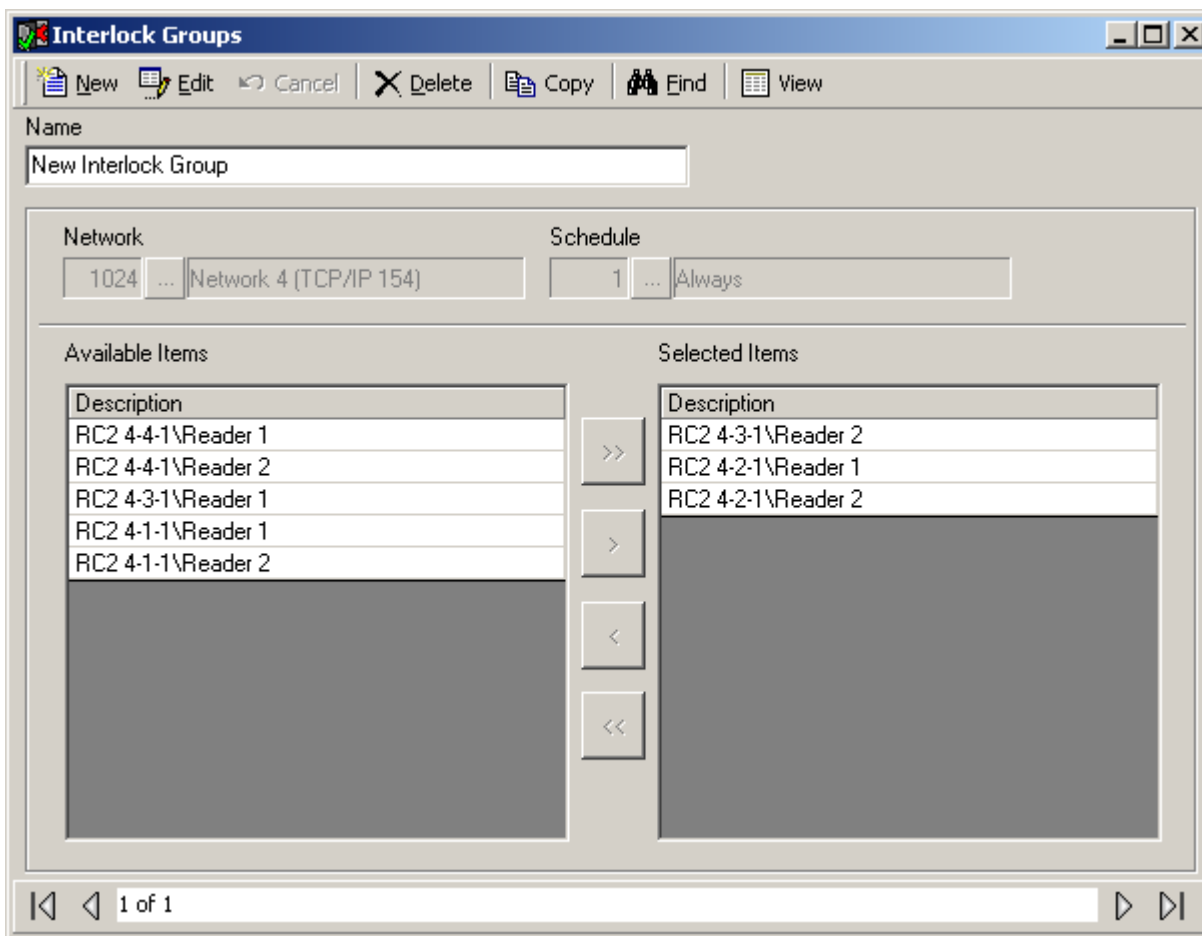 Interlock Groups
New Edit Cancel Delete Copy Find View
Name
New Interlock Group
Network Schedule
1024 ... Network 4 (TCP/IP 154) 1 ... Always
Available Items Selected Items
Description Description
RC2 4-4-1\Reader 1 RC2 4-3-1\Reader 2
RC2 4-4-1\Reader 2 RC2 4-2-1\Reader 1
RC2 4-3-1\Reader 1 RC2 4-2-1\Reader 2
RC2 4-1-1\Reader 1
RC2 4-1-1\Reader 2
>>
>
<
<<
1 of 1